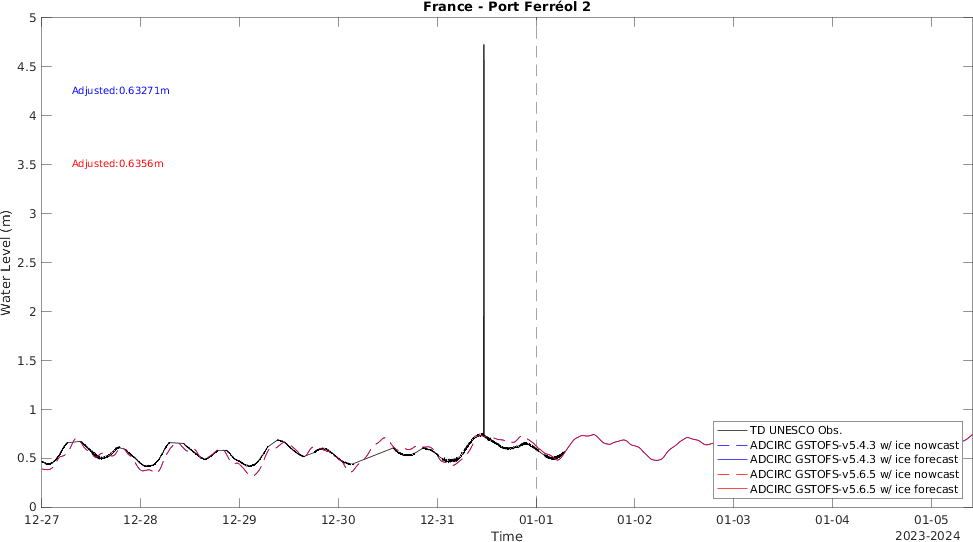 France - Port Ferréol 2
5
4.5
4
3.5
3
2.5
2
1.5
1
0.5
0
Water Level (m)
Adjusted:0.63271m
Adjusted:0.6356m
TD UNESCO Obs.
ADCIRC GSTOFS-v5.4.3 w/ ice nowcast
ADCIRC GSTOFS-v5.4.3 w/ ice forecast
ADCIRC GSTOFS-v5.6.5 w/ ice nowcast
ADCIRC GSTOFS-v5.6.5 w/ ice forecast
12-27 12-28 12-29 12-30 12-31 01-01 01-02 01-03 01-04 01-05
Time
2023-2024